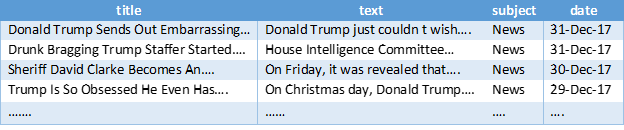 title text subject date
Donald Trump Sends Out Embarrassing... Donald Trump just couldn t wish.... News 31-Dec-17
Drunk Bragging Trump Staffer Started.... House Intelligence Committee... News 31-Dec-17
Sheriff David Clarke Becomes An.... On Friday, it was revealed that.... News 30-Dec-17
Trump Is So Obsessed He Even Has.... On Christmas day, Donald Trump.... News 29-Dec-17
....... ...... .... ....